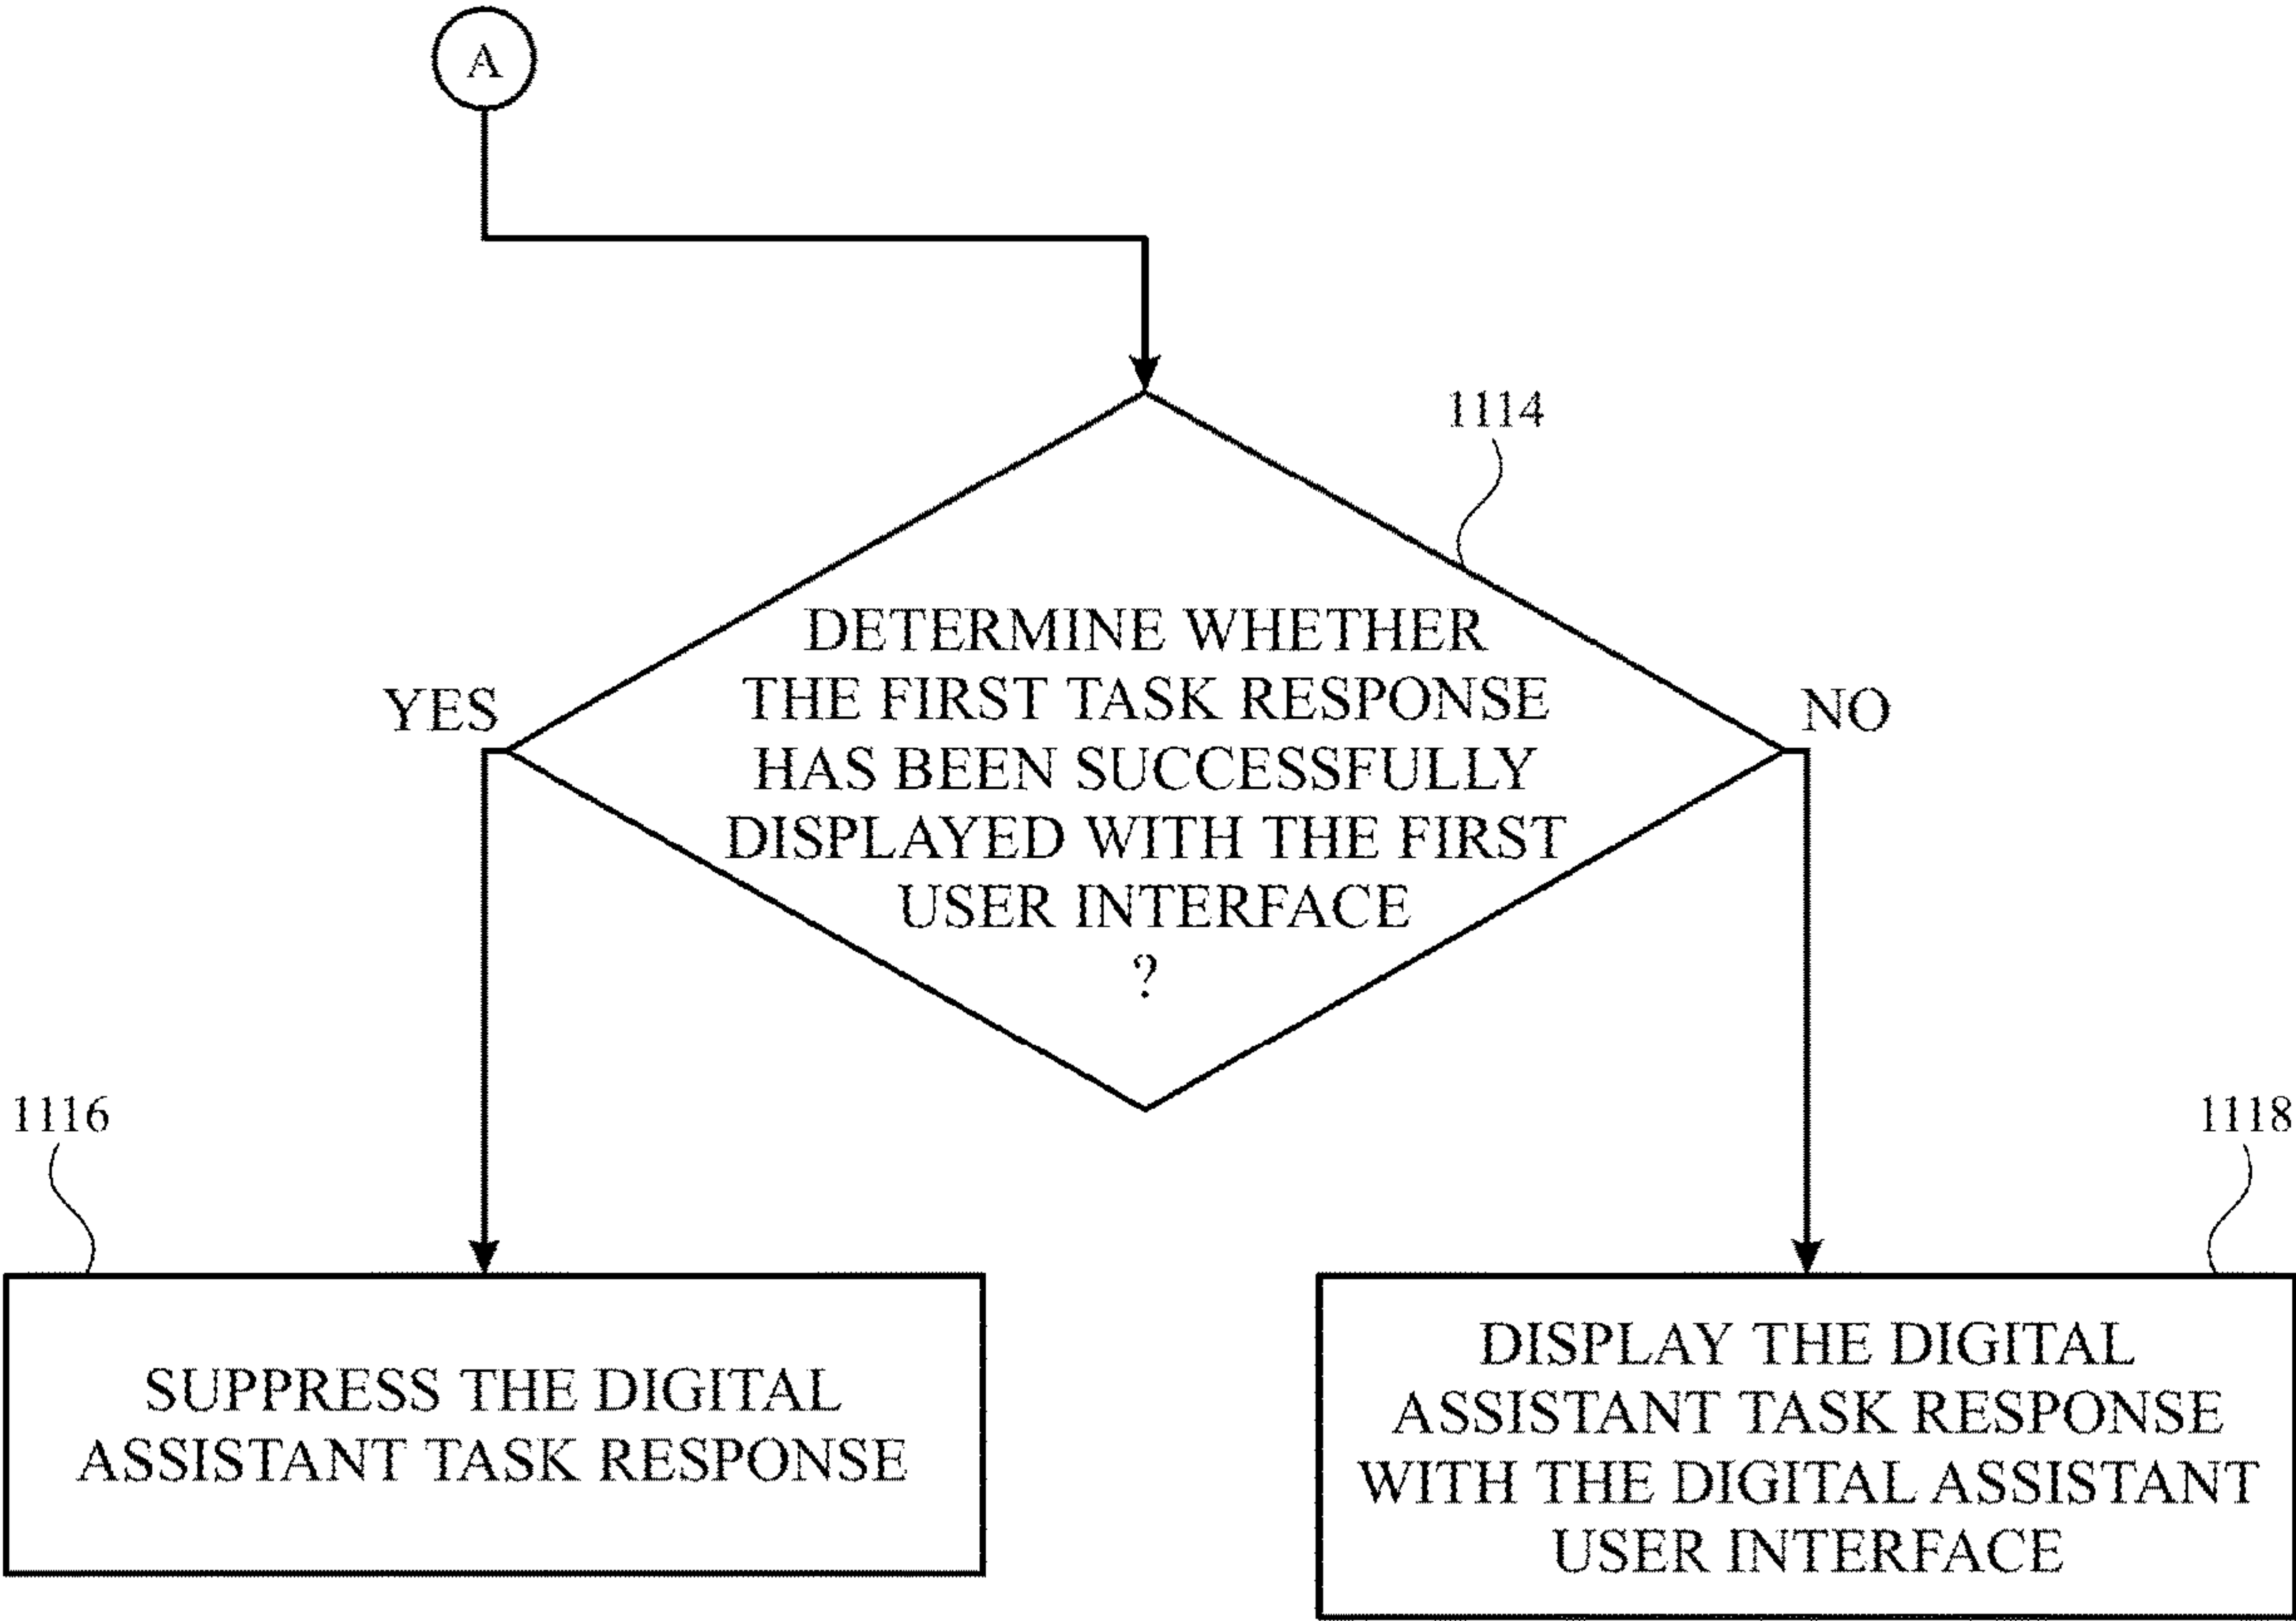 A
1114
DETERMINE WHETHER
THE FIRST TASK RESPONSE
HAS BEEN SUCCESSFULLY
DISPLAYED WITH THE FIRST
USER INTERFACE
?
YES
NO
1116
SUPPRESS THE DIGITAL
ASSISTANT TASK RESPONSE
1118
DISPLAY THE DIGITAL
ASSISTANT TASK RESPONSE
WITH THE DIGITAL ASSISTANT
USER INTERFACE